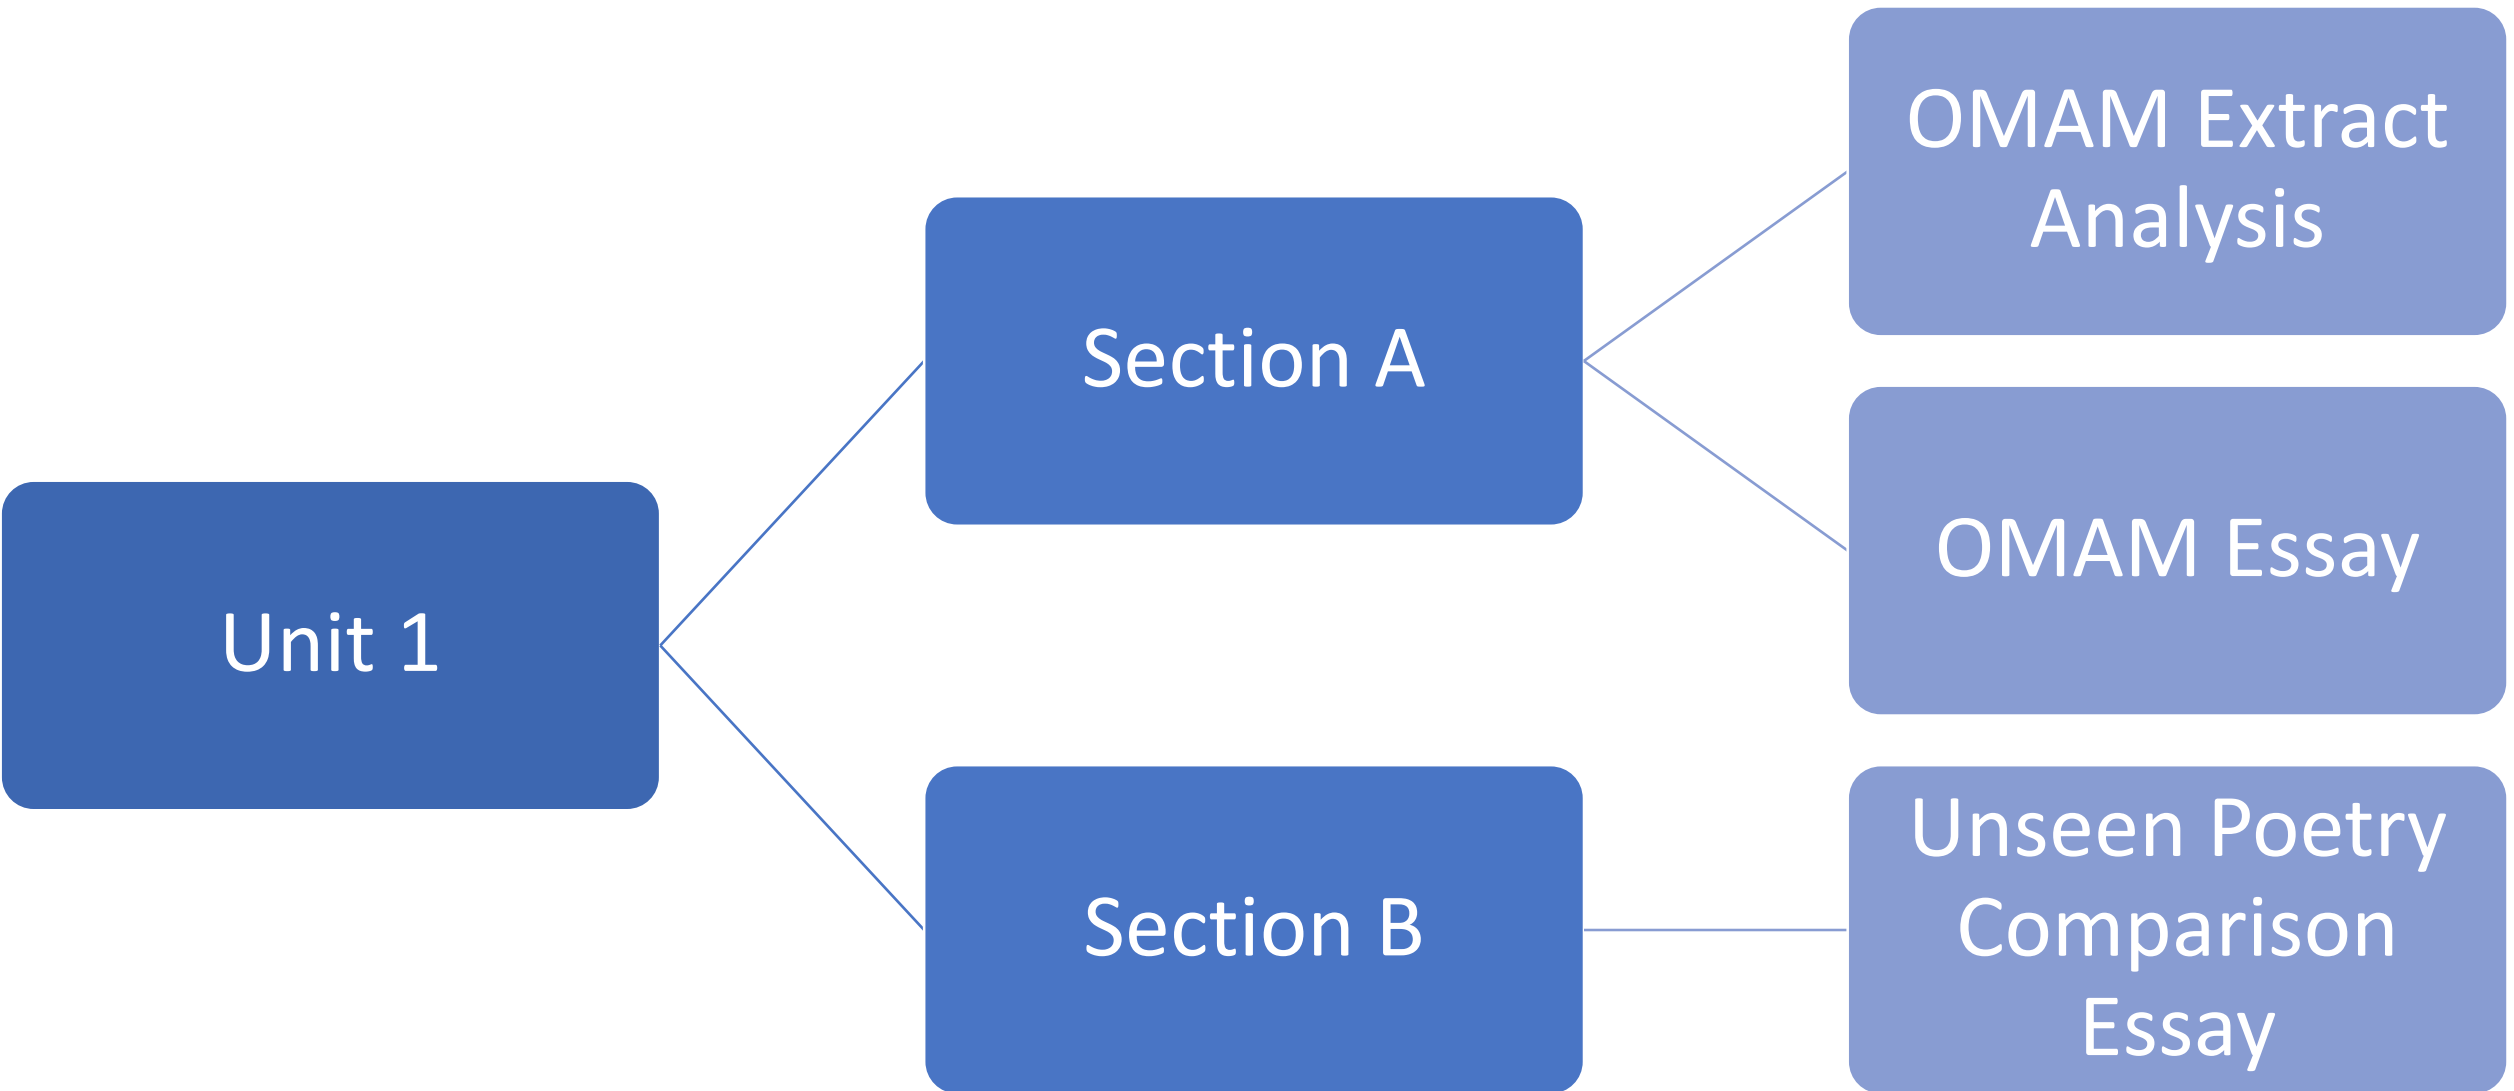 Unit 1
Section A
OMAM Extract
Analysis
OMAM Essay
Section B
Unseen Poetry
Comparison
Essay